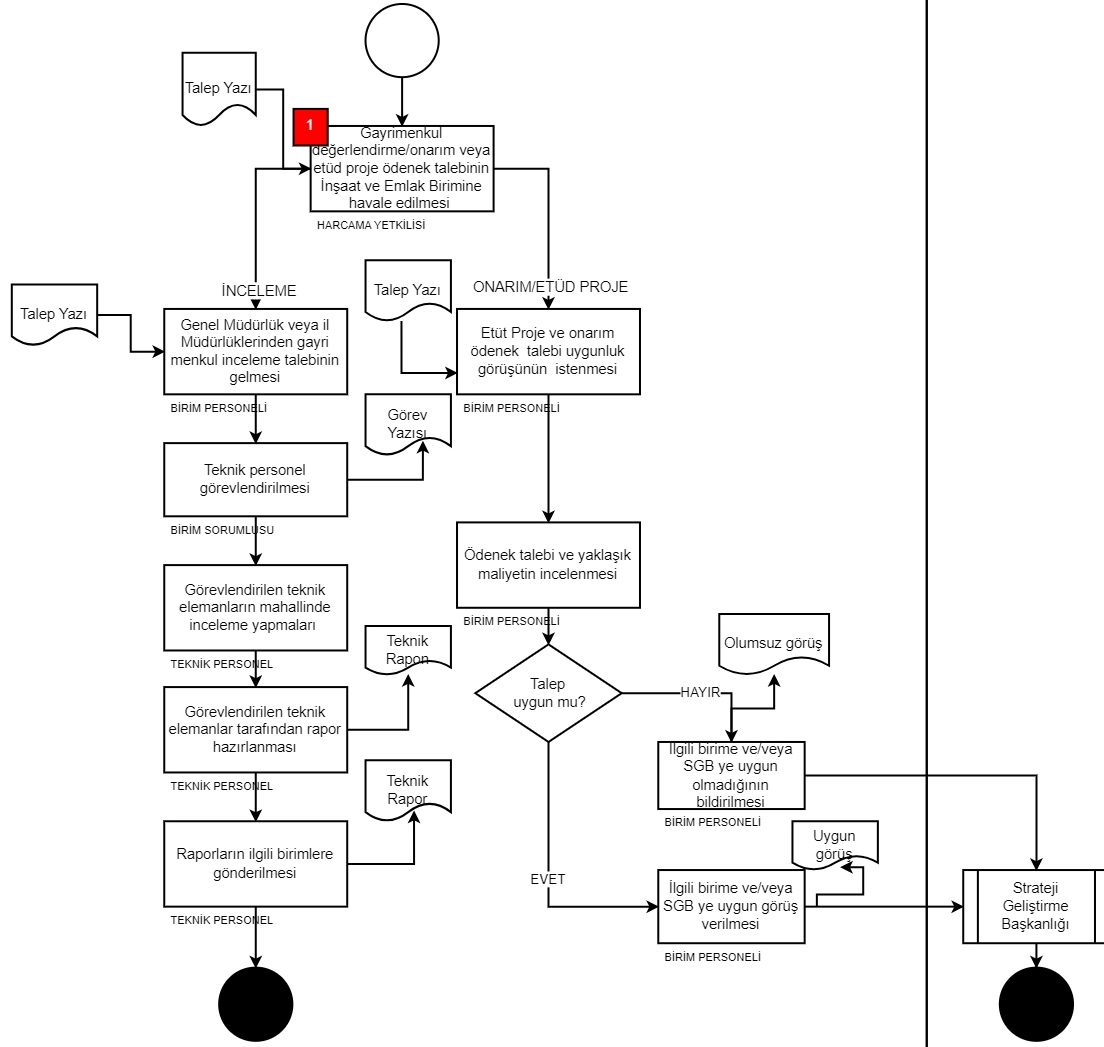 Talep Yazı
1
Gayrimenkul
değerlendirme/onarım veya
etüd proje ödenek talebinin
İnşaat ve Emlak Birimine
havale edilmesi
HARCAMA YETKİLİSİ
İNCELEME
ONARIM/ETÜD PROJE
Talep Yazı
Genel Müdürlük veya il
Müdürlüklerinden gayri
menkul inceleme talebinin
gelmesi
BİRİM PERSONELİ
Talep Yazı
Etüt Proje ve onarım
ödenek talebi uygunluk
görüşünün istenmesi
BİRİM PERSONELİ
Görev
Yazısı
Teknik personel
görevlendirilmesi
BİRİM SORUMLUSU
Ödenek talebi ve yaklaşık
maliyetin incelenmesi
BİRİM PERSONELİ
Görevlendirilen teknik
elemanların mahallinde
inceleme yapmaları
TEKNİK PERSONEL
Teknik
Rapor
Talep
uygun mu?
HAYIR
Olumsuz görüş
Görevlendirilen teknik
elemanlar tarafından rapor
hazırlanması
TEKNİK PERSONEL
İlgili birime ve/veya
SGB ye uygun
olmadığının
bildirilmesi
BİRİM PERSONELİ
Teknik
Rapor
Raporların ilgili birimlere
gönderilmesi
TEKNİK PERSONEL
EVET
Uygun
görüş
İlgili birime ve/veya
SGB ye uygun görüş
verilmesi
BİRİM PERSONELİ
Strateji
Geliştirme
Başkanlığı